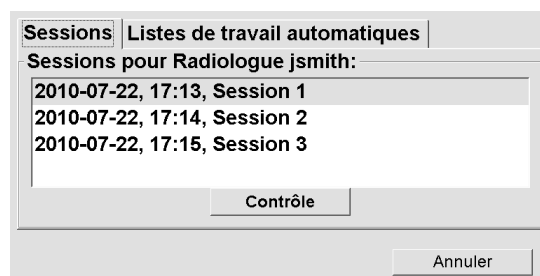 Sessions Listes de travail automatiques
Sessions pour Radiologue jsmith:
2010-07-22, 17:13, Session 1
2010-07-22, 17:14, Session 2
2010-07-22, 17:15, Session 3
Contrôle
Annuler